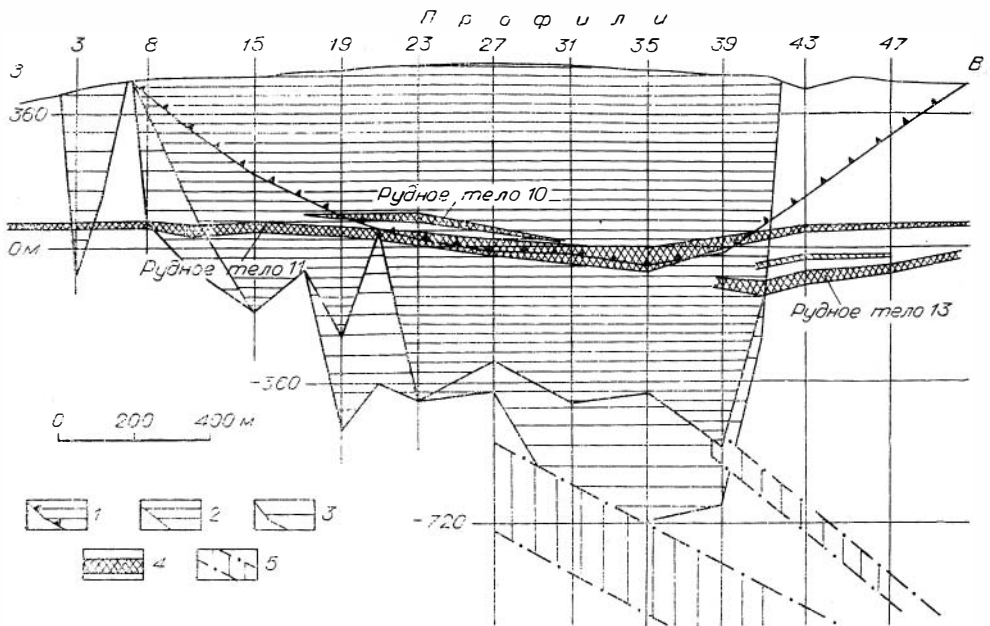 Профили
3 8 15 19 23 27 31 35 39 43 47
З В
360
Рудное тело 10
0 м
Рудное тело 11
Рудное тело 13
-360
0 200 400 м
1 2 3
-720
4 5